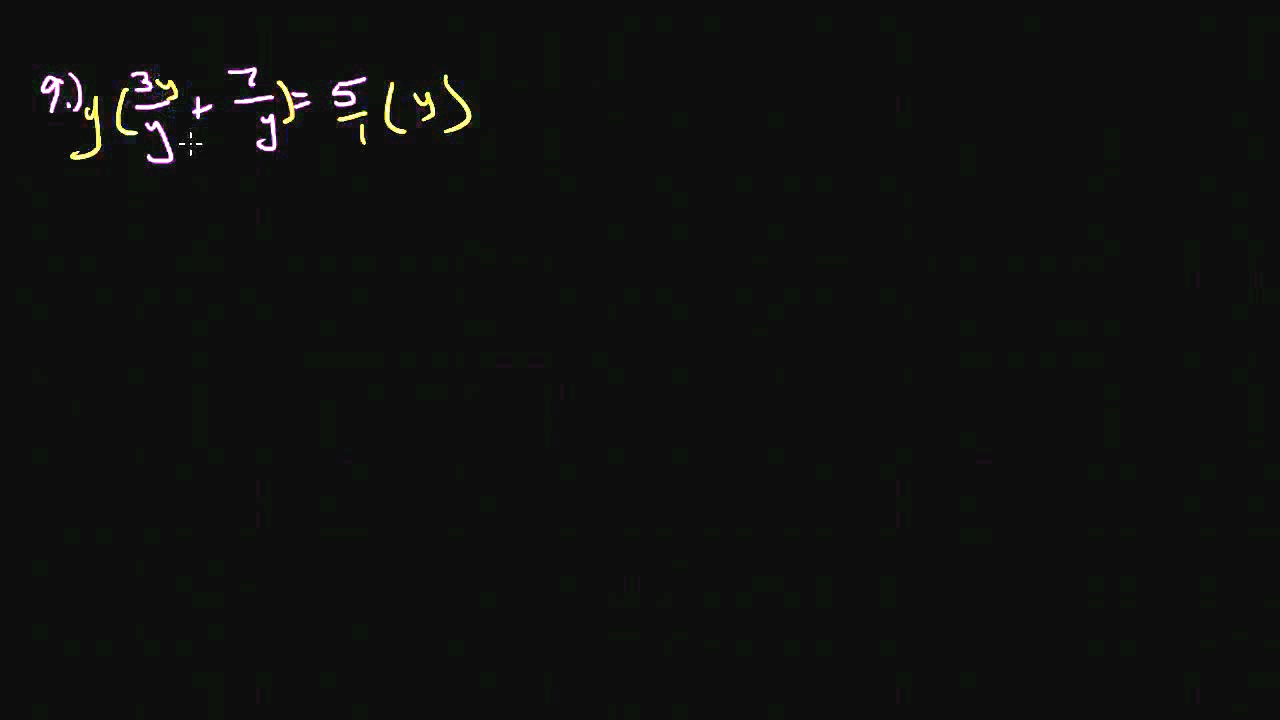 9.) y(3y/y + 7/y) = 5/1 (y)